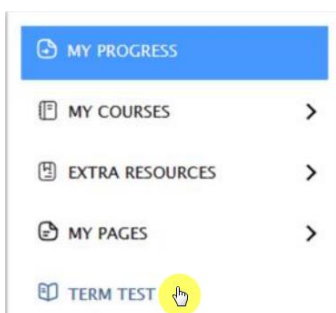 MY PROGRESS
MY COURSES
EXTRA RESOURCES
MY PAGES
TERM TEST